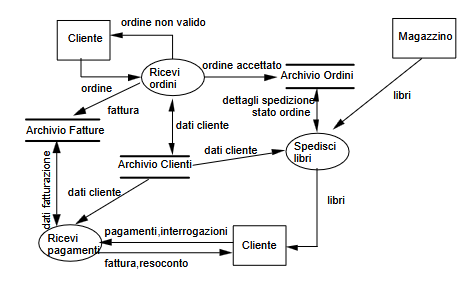 ordine non valido
Cliente
Magazzino
Ricevi
ordini
ordine accettato
Archivio Ordini
ordine
fattura
dettagli spedizione
stato ordine
libri
Archivio Fatture
dati cliente
Spedisci
libri
Archivio Clienti
dati cliente
dati fatturazione
dati cliente
libri
Ricevi
pagamenti
pagamenti,interrogazioni
Cliente
fattura,resoconto